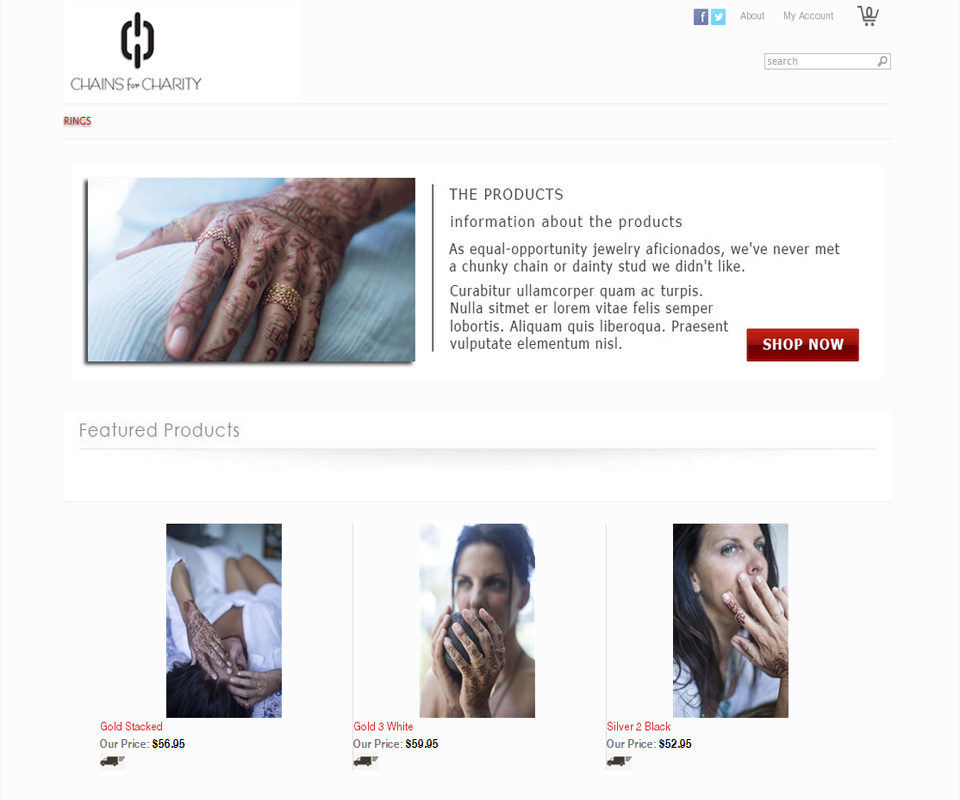 f
About
My Account
0
CHAINS for CHARITY
search
RINGS
THE PRODUCTS
information about the products
As equal-opportunity jewelry aficionados, we've never met
a chunky chain or dainty stud we didn't like.
Curabitur ullamcorper quam ac turpis.
Nulla sitmet er lorem vitae felis semper
lobortis. Aliquam quis liberoqua. Praesent
vulputate elementum nisl.
SHOP NOW
Featured Products
Gold Stacked
Our Price: $56.95
Gold 3 White
Our Price: $59.95
Silver 2 Black
Our Price: $52.95